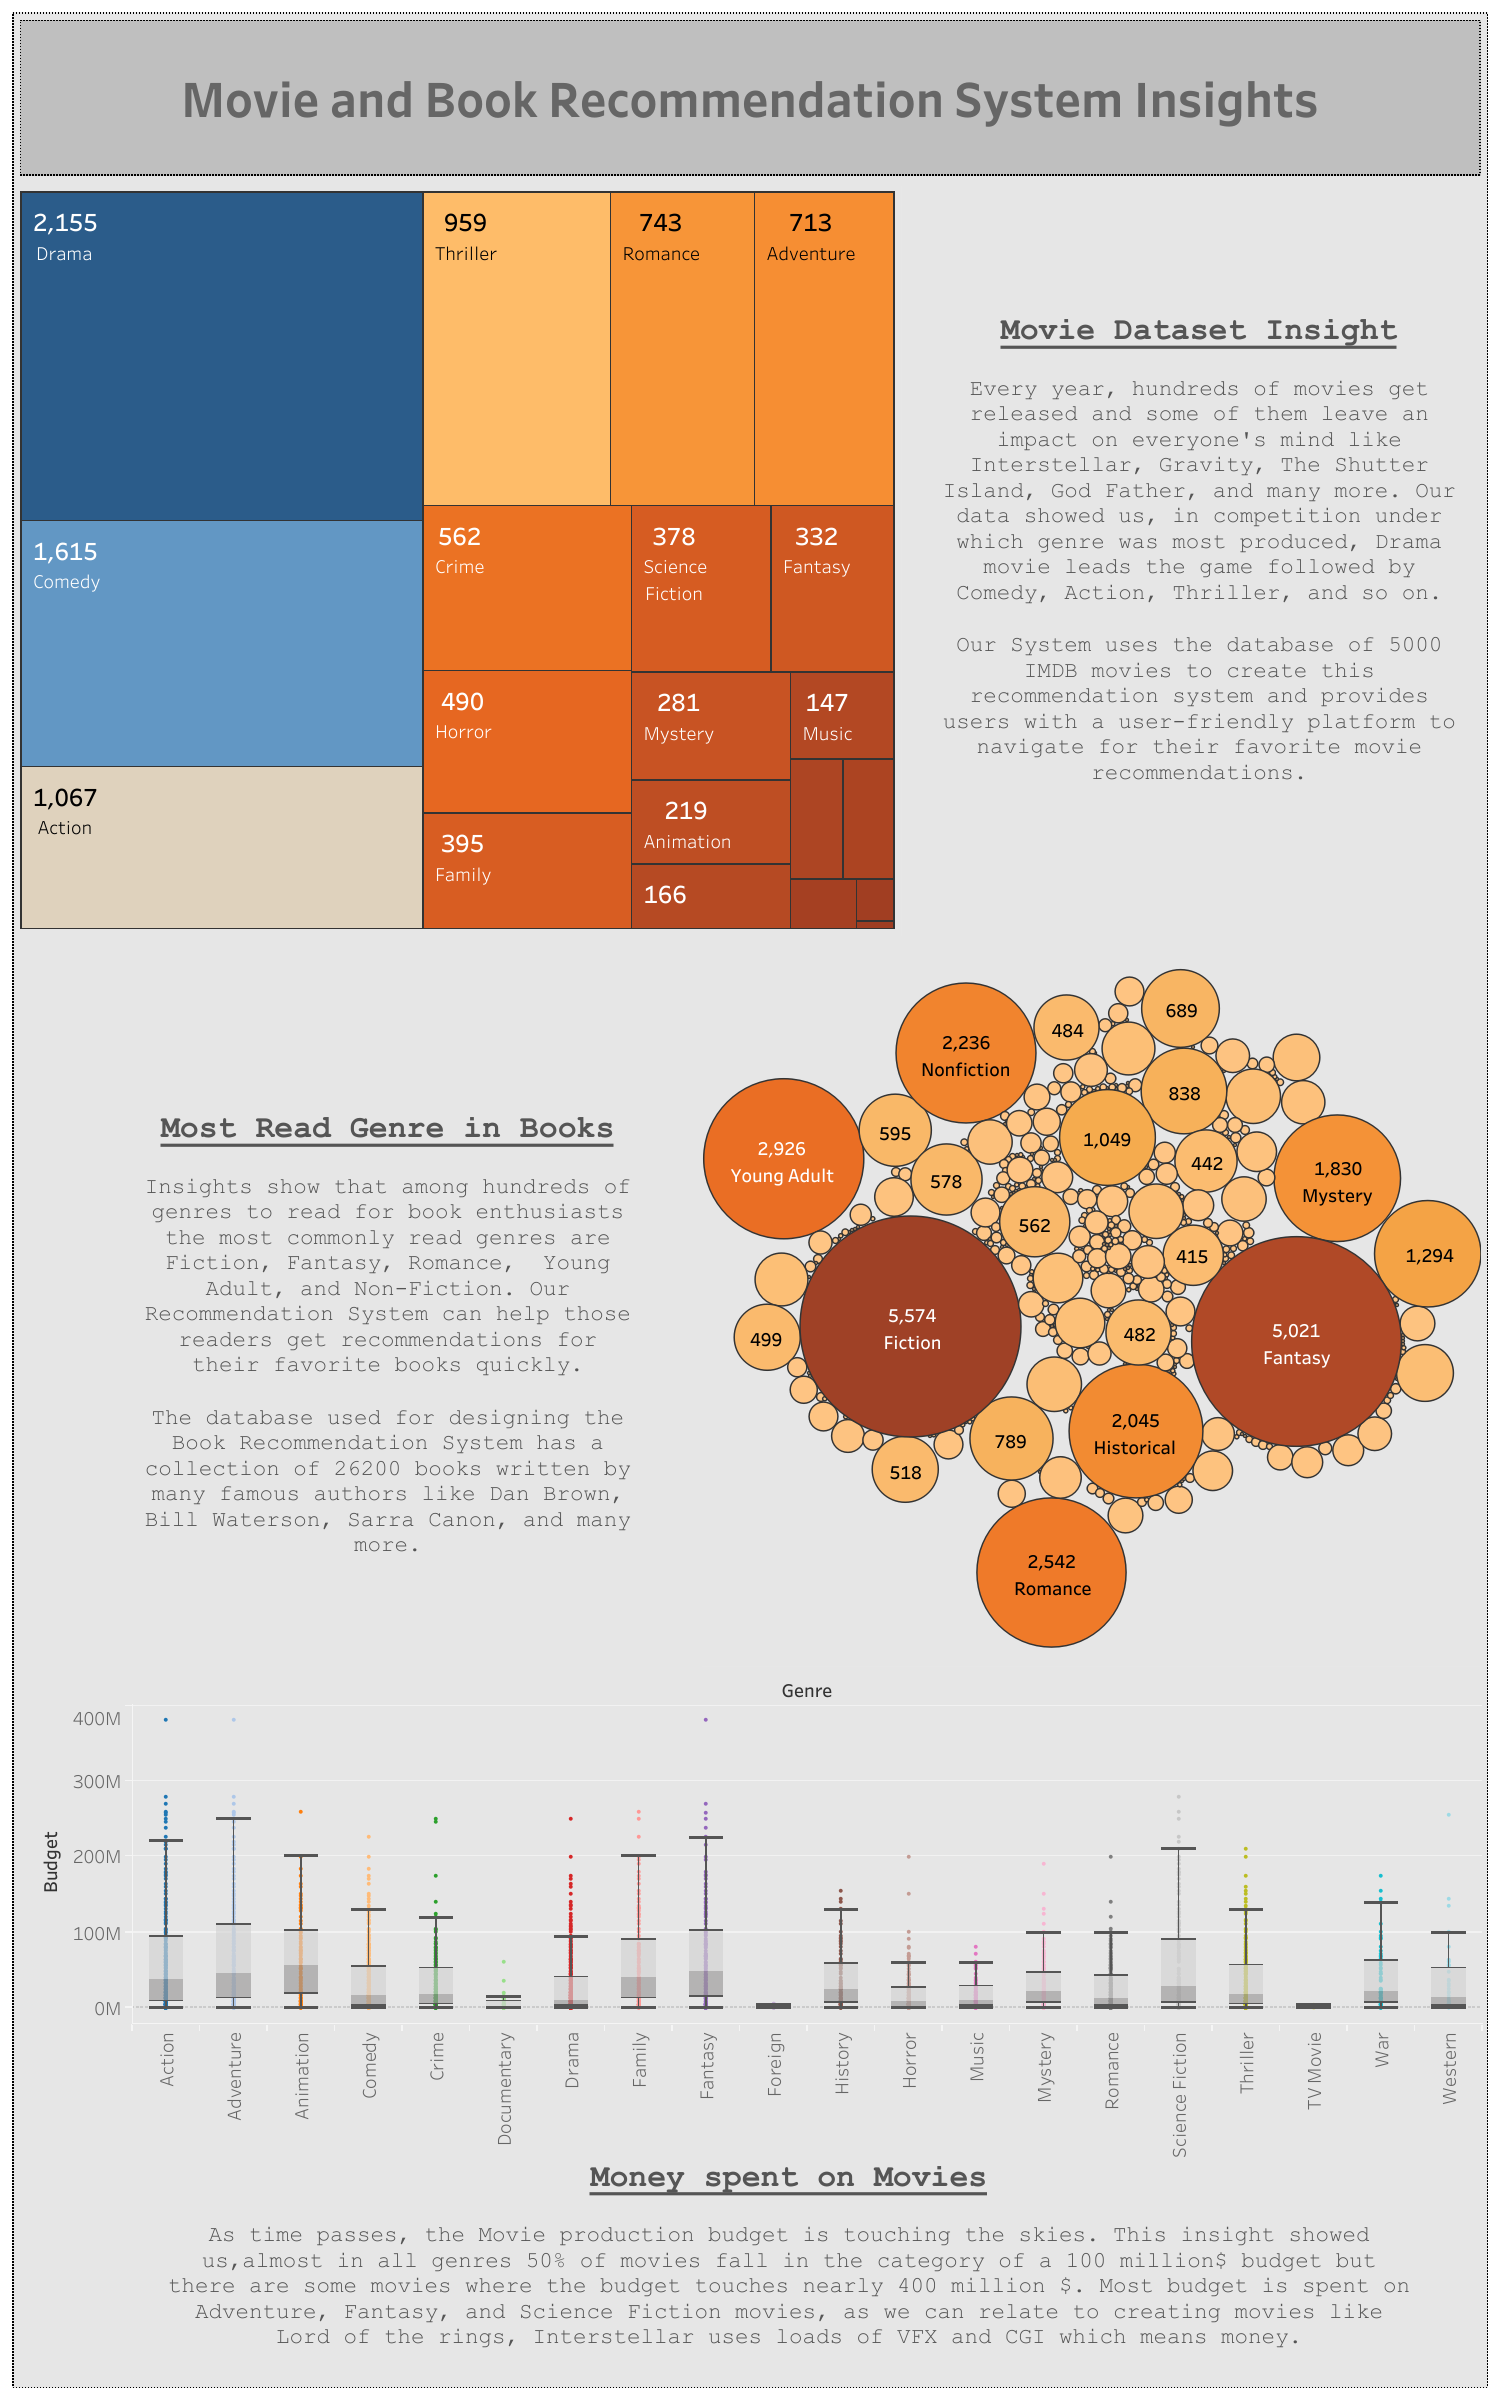 Movie and Book Recommendation System Insights
2,155
Drama
1,615
Comedy
1,067
Action
959
Thriller
743
Romance
713
Adventure
562
Crime
378
Science
Fiction
332
Fantasy
490
Horror
281
Mystery
147
Music
395
Family
219
Animation
166
Movie Dataset Insight
Every year, hundreds of movies get
released and some of them leave an
impact on everyone's mind like
Interstellar, Gravity, The Shutter
Island, God Father, and many more. Our
data showed us, in competition under
which genre was most produced, Drama
movie leads the game followed by
Comedy, Action, Thriller, and so on.
Our System uses the database of 5000
IMDB movies to create this
recommendation system and provides
users with a user-friendly platform to
navigate for their favorite movie
recommendations.
Most Read Genre in Books
Insights show that among hundreds of
genres to read for book enthusiasts
the most commonly read genres are
Fiction, Fantasy, Romance,  Young
Adult, and Non-Fiction. Our
Recommendation System can help those
readers get recommendations for
their favorite books quickly.
The database used for designing the
Book Recommendation System has a
collection of 26200 books written by
many famous authors like Dan Brown,
Bill Waterson, Sarra Canon, and many
more.
689
484
2,236
Nonfiction
838
595
1,049
2,926
Young Adult
442
578
1,830
Mystery
562
415
1,294
5,574
Fiction
499
482
5,021
Fantasy
2,045
Historical
789
518
2,542
Romance
Genre
400M
300M
200M
100M
0M
Budget
Action
Adventure
Animation
Comedy
Crime
Documentary
Drama
Family
Fantasy
Foreign
History
Horror
Music
Mystery
Romance
Science Fiction
Thriller
TV Movie
War
Western
Money spent on Movies
As time passes, the Movie production budget is touching the skies. This insight showed
us,almost in all genres 50% of movies fall in the category of a 100 million$ budget but
there are some movies where the budget touches nearly 400 million $. Most budget is spent on
Adventure, Fantasy, and Science Fiction movies, as we can relate to creating movies like
Lord of the rings, Interstellar uses loads of VFX and CGI which means money.